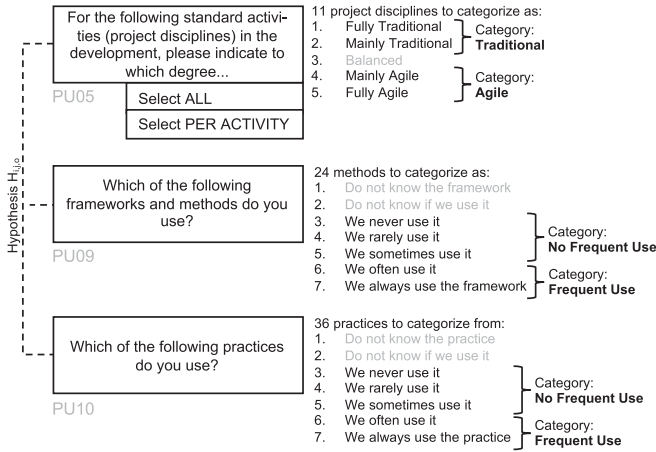 For the following standard activi-
ties (project disciplines) in the
development, please indicate to
which degree...
PU05
Select ALL
Select PER ACTIVITY
11 project disciplines to categorize as:
1. Fully Traditional
2. Mainly Traditional
3. Balanced
4. Mainly Agile
5. Fully Agile
Category:
Traditional
Category:
Agile
Hypothesis Hi,j,o
Which of the following
frameworks and methods do you
use?
PU09
24 methods to categorize as:
1. Do not know the framework
2. Do not know if we use it
3. We never use it
4. We rarely use it
5. We sometimes use it
6. We often use it
7. We always use the framework
Category:
No Frequent Use
Category:
Frequent Use
Which of the following practices
do you use?
PU10
36 practices to categorize from:
1. Do not know the practice
2. Do not know if we use it
3. We never use it
4. We rarely use it
5. We sometimes use it
6. We often use it
7. We always use the practice
Category:
No Frequent Use
Category:
Frequent Use